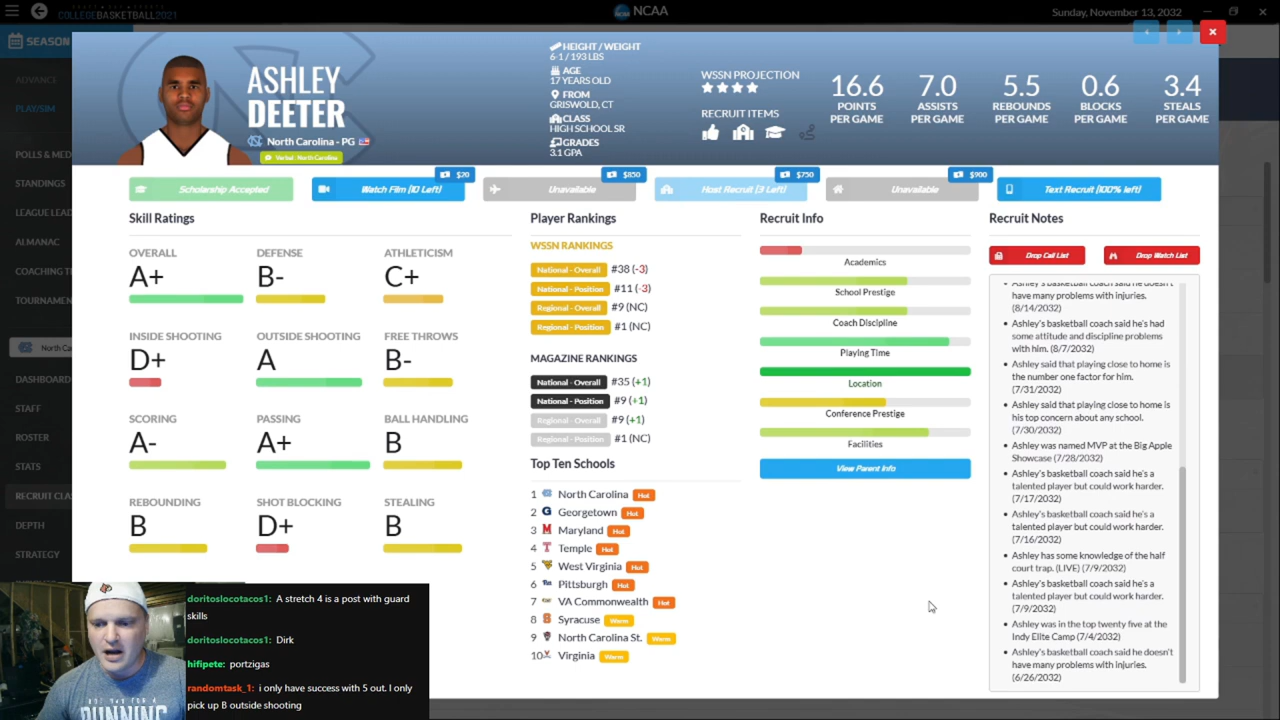 COLLEGEBASKETBALL2021
NCAA
Sunday, November 13, 2032
SEASON
ADVANCE
PLAY/SIM
POLLS & MED
STANDINGS
LEAGUE LEAD
ALMANAC
COACHING T
TOURNAMEN
North Ca
DASHBOARD
STAFF
ROSTER
STATS
RECRUIT CLA
DEPTH
STRATEGY
ASHLEY
DEETER
North Carolina - PG
Verbal : North Carolina
HEIGHT / WEIGHT
6-1 / 193 LBS
AGE
17 YEARS OLD
FROM
GRISWOLD, CT
CLASS
HIGH SCHOOL SR
GRADES
3.1 GPA
WSSN PROJECTION
RECRUIT ITEMS
16.6
POINTS
PER GAME
7.0
ASSISTS
PER GAME
5.5
REBOUNDS
PER GAME
0.6
BLOCKS
PER GAME
3.4
STEALS
PER GAME
Scholarship Accepted
$20
Watch Film (10 Left)
$850
Unavailable
$750
Host Recruit (3 Left)
$900
Unavailable
Text Recruit (100% left)
Skill Ratings
OVERALL
A+
DEFENSE
B-
ATHLETICISM
C+
INSIDE SHOOTING
D+
OUTSIDE SHOOTING
A
FREE THROWS
B-
SCORING
A-
PASSING
A+
BALL HANDLING
B
REBOUNDING
B
SHOT BLOCKING
D+
STEALING
B
Player Rankings
WSSN RANKINGS
National - Overall #38 (-3)
National - Position #11 (-3)
Regional - Overall #9 (NC)
Regional - Position #1 (NC)
MAGAZINE RANKINGS
National - Overall #35 (+1)
National - Position #9 (+1)
Regional - Overall #9 (+1)
Regional - Position #1 (NC)
Top Ten Schools
1 North Carolina Hot
2 Georgetown Hot
3 Maryland Hot
4 Temple Hot
5 West Virginia Hot
6 Pittsburgh Hot
7 VA Commonwealth Hot
8 Syracuse Warm
9 North Carolina St. Warm
10 Virginia Warm
Recruit Info
Academics
School Prestige
Coach Discipline
Playing Time
Location
Conference Prestige
Facilities
View Parent Info
Recruit Notes
Drop Call List
Drop Watch List
Ashley's basketball coach said he doesn't
have many problems with injuries.
(8/14/2032)
Ashley's basketball coach said he's had
some attitude and discipline problems
with him. (8/7/2032)
Ashley said that playing close to home is
the number one factor for him.
(7/31/2032)
Ashley said that playing close to home is
his top concern about any school.
(7/30/2032)
Ashley was named MVP at the Big Apple
Showcase (7/28/2032)
Ashley's basketball coach said he's a
talented player but could work harder.
(7/17/2032)
Ashley's basketball coach said he's a
talented player but could work harder.
(7/16/2032)
Ashley has some knowledge of the half
court trap. (LIVE) (7/9/2032)
Ashley's basketball coach said he's a
talented player but could work harder.
(7/9/2032)
Ashley was in the top twenty five at the
Indy Elite Camp (7/4/2032)
Ashley's basketball coach said he doesn't
have many problems with injuries.
(6/26/2032)
doritoslocotacos1: A stretch 4 is a post with guard
skills
doritoslocotacos1: Dirk
hifipete: portzigas
randomtask_1: i only have success with 5 out. I only
pick up B outside shooting
RUNNING